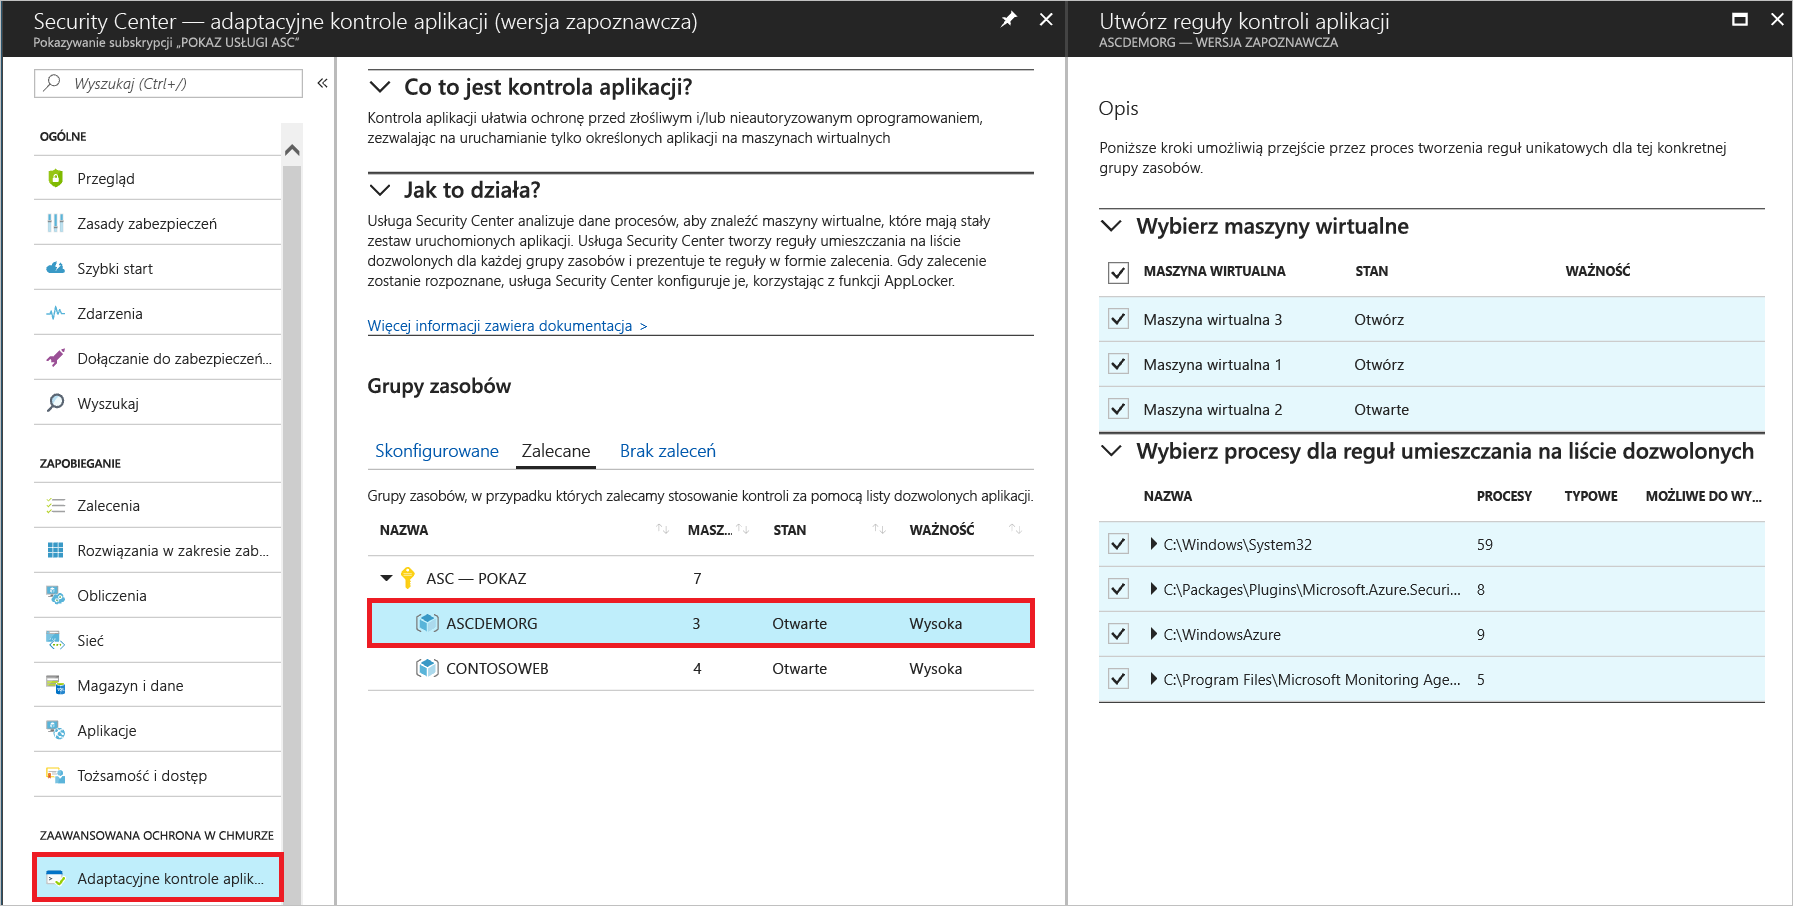 Security Center — adaptacyjne kontrole aplikacji (wersja zapoznawcza)
Pokazywanie subskrypcji „POKAZ USŁUGI ASC”
Wyszukaj (Ctrl+/)
OGÓLNE
Przegląd
Zasady zabezpieczeń
Szybki start
Zdarzenia
Dołączanie do zabezpieczeń...
Wyszukaj
ZAPOBIEGANIE
Zalecenia
Rozwiązania w zakresie zab...
Obliczenia
Sieć
Magazyn i dane
Aplikacje
Tożsamość i dostęp
ZAAWANSOWANA OCHRONA W CHMURZE
Adaptacyjne kontrole aplik...
Co to jest kontrola aplikacji?
Kontrola aplikacji ułatwia ochronę przed złośliwym i/lub nieautoryzowanym oprogramowaniem,
zezwalając na uruchamianie tylko określonych aplikacji na maszynach wirtualnych
Jak to działa?
Usługa Security Center analizuje dane procesów, aby znaleźć maszyny wirtualne, które mają stały
zestaw uruchomionych aplikacji. Usługa Security Center tworzy reguły umieszczania na liście
dozwolonych dla każdej grupy zasobów i prezentuje te reguły w formie zalecenia. Gdy zalecenie
zostanie rozpoznane, usługa Security Center konfiguruje je, korzystając z funkcji AppLocker.
Więcej informacji zawiera dokumentacja >
Grupy zasobów
Skonfigurowane Zalecane Brak zaleceń
Grupy zasobów, w przypadku których zalecamy stosowanie kontroli za pomocą listy dozwolonych aplikacji.
NAZWA MASZ... STAN WAŻNOŚĆ
ASC — POKAZ 7
ASCDEMORG 3 Otwarte Wysoka
CONTOSOWEB 4 Otwarte Wysoka
Utwórz reguły kontroli aplikacji
ASCDEMORG — WERSJA ZAPOZNAWCZA
Opis
Poniższe kroki umożliwią przejście przez proces tworzenia reguł unikatowych dla tej konkretnej
grupy zasobów.
Wybierz maszyny wirtualne
MASZYNA WIRTUALNA STAN WAŻNOŚĆ
Maszyna wirtualna 3 Otwórz
Maszyna wirtualna 1 Otwórz
Maszyna wirtualna 2 Otwarte
Wybierz procesy dla reguł umieszczania na liście dozwolonych
NAZWA PROCESY TYPOWE MOŻLIWE DO WY...
C:\Windows\System32 59
C:\Packages\Plugins\Microsoft.Azure.Securi... 8
C:\WindowsAzure 9
C:\Program Files\Microsoft Monitoring Age... 5